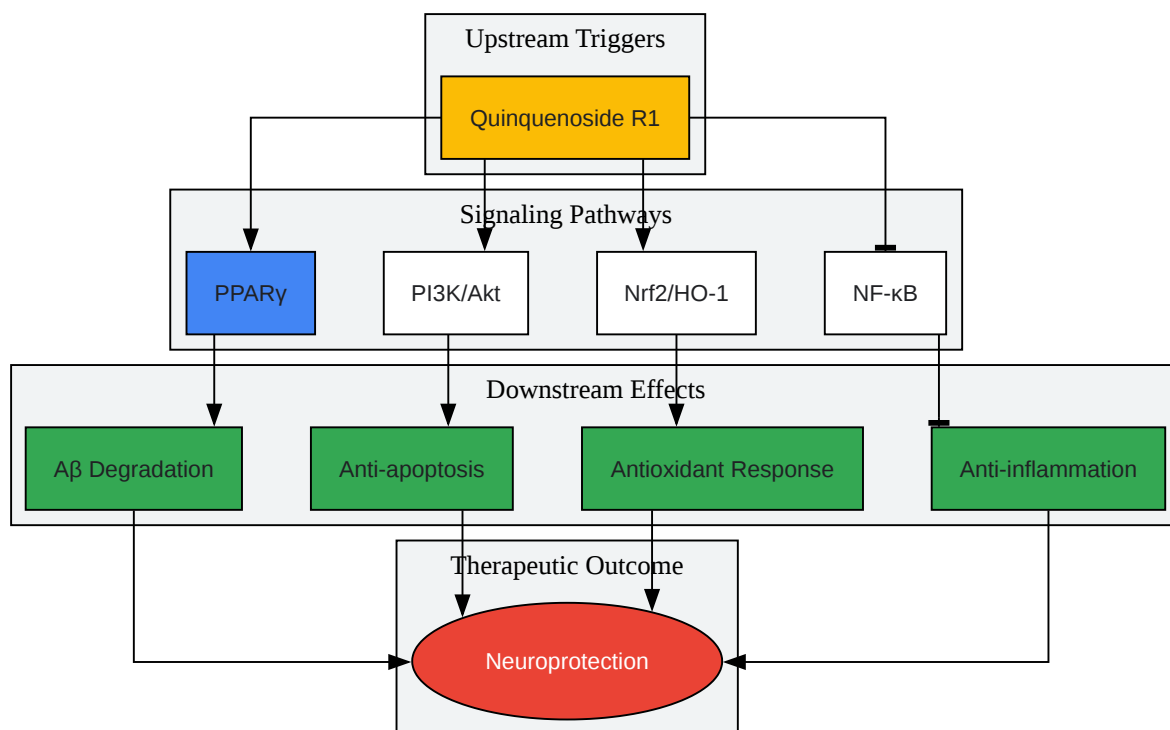 Upstream Triggers
Quinquenoside R1
Signaling Pathways
PPARγ
PI3K/Akt
Nrf2/HO-1
NF-κB
Downstream Effects
Aβ Degradation
Anti-apoptosis
Antioxidant Response
Anti-inflammation
Therapeutic Outcome
Neuroprotection